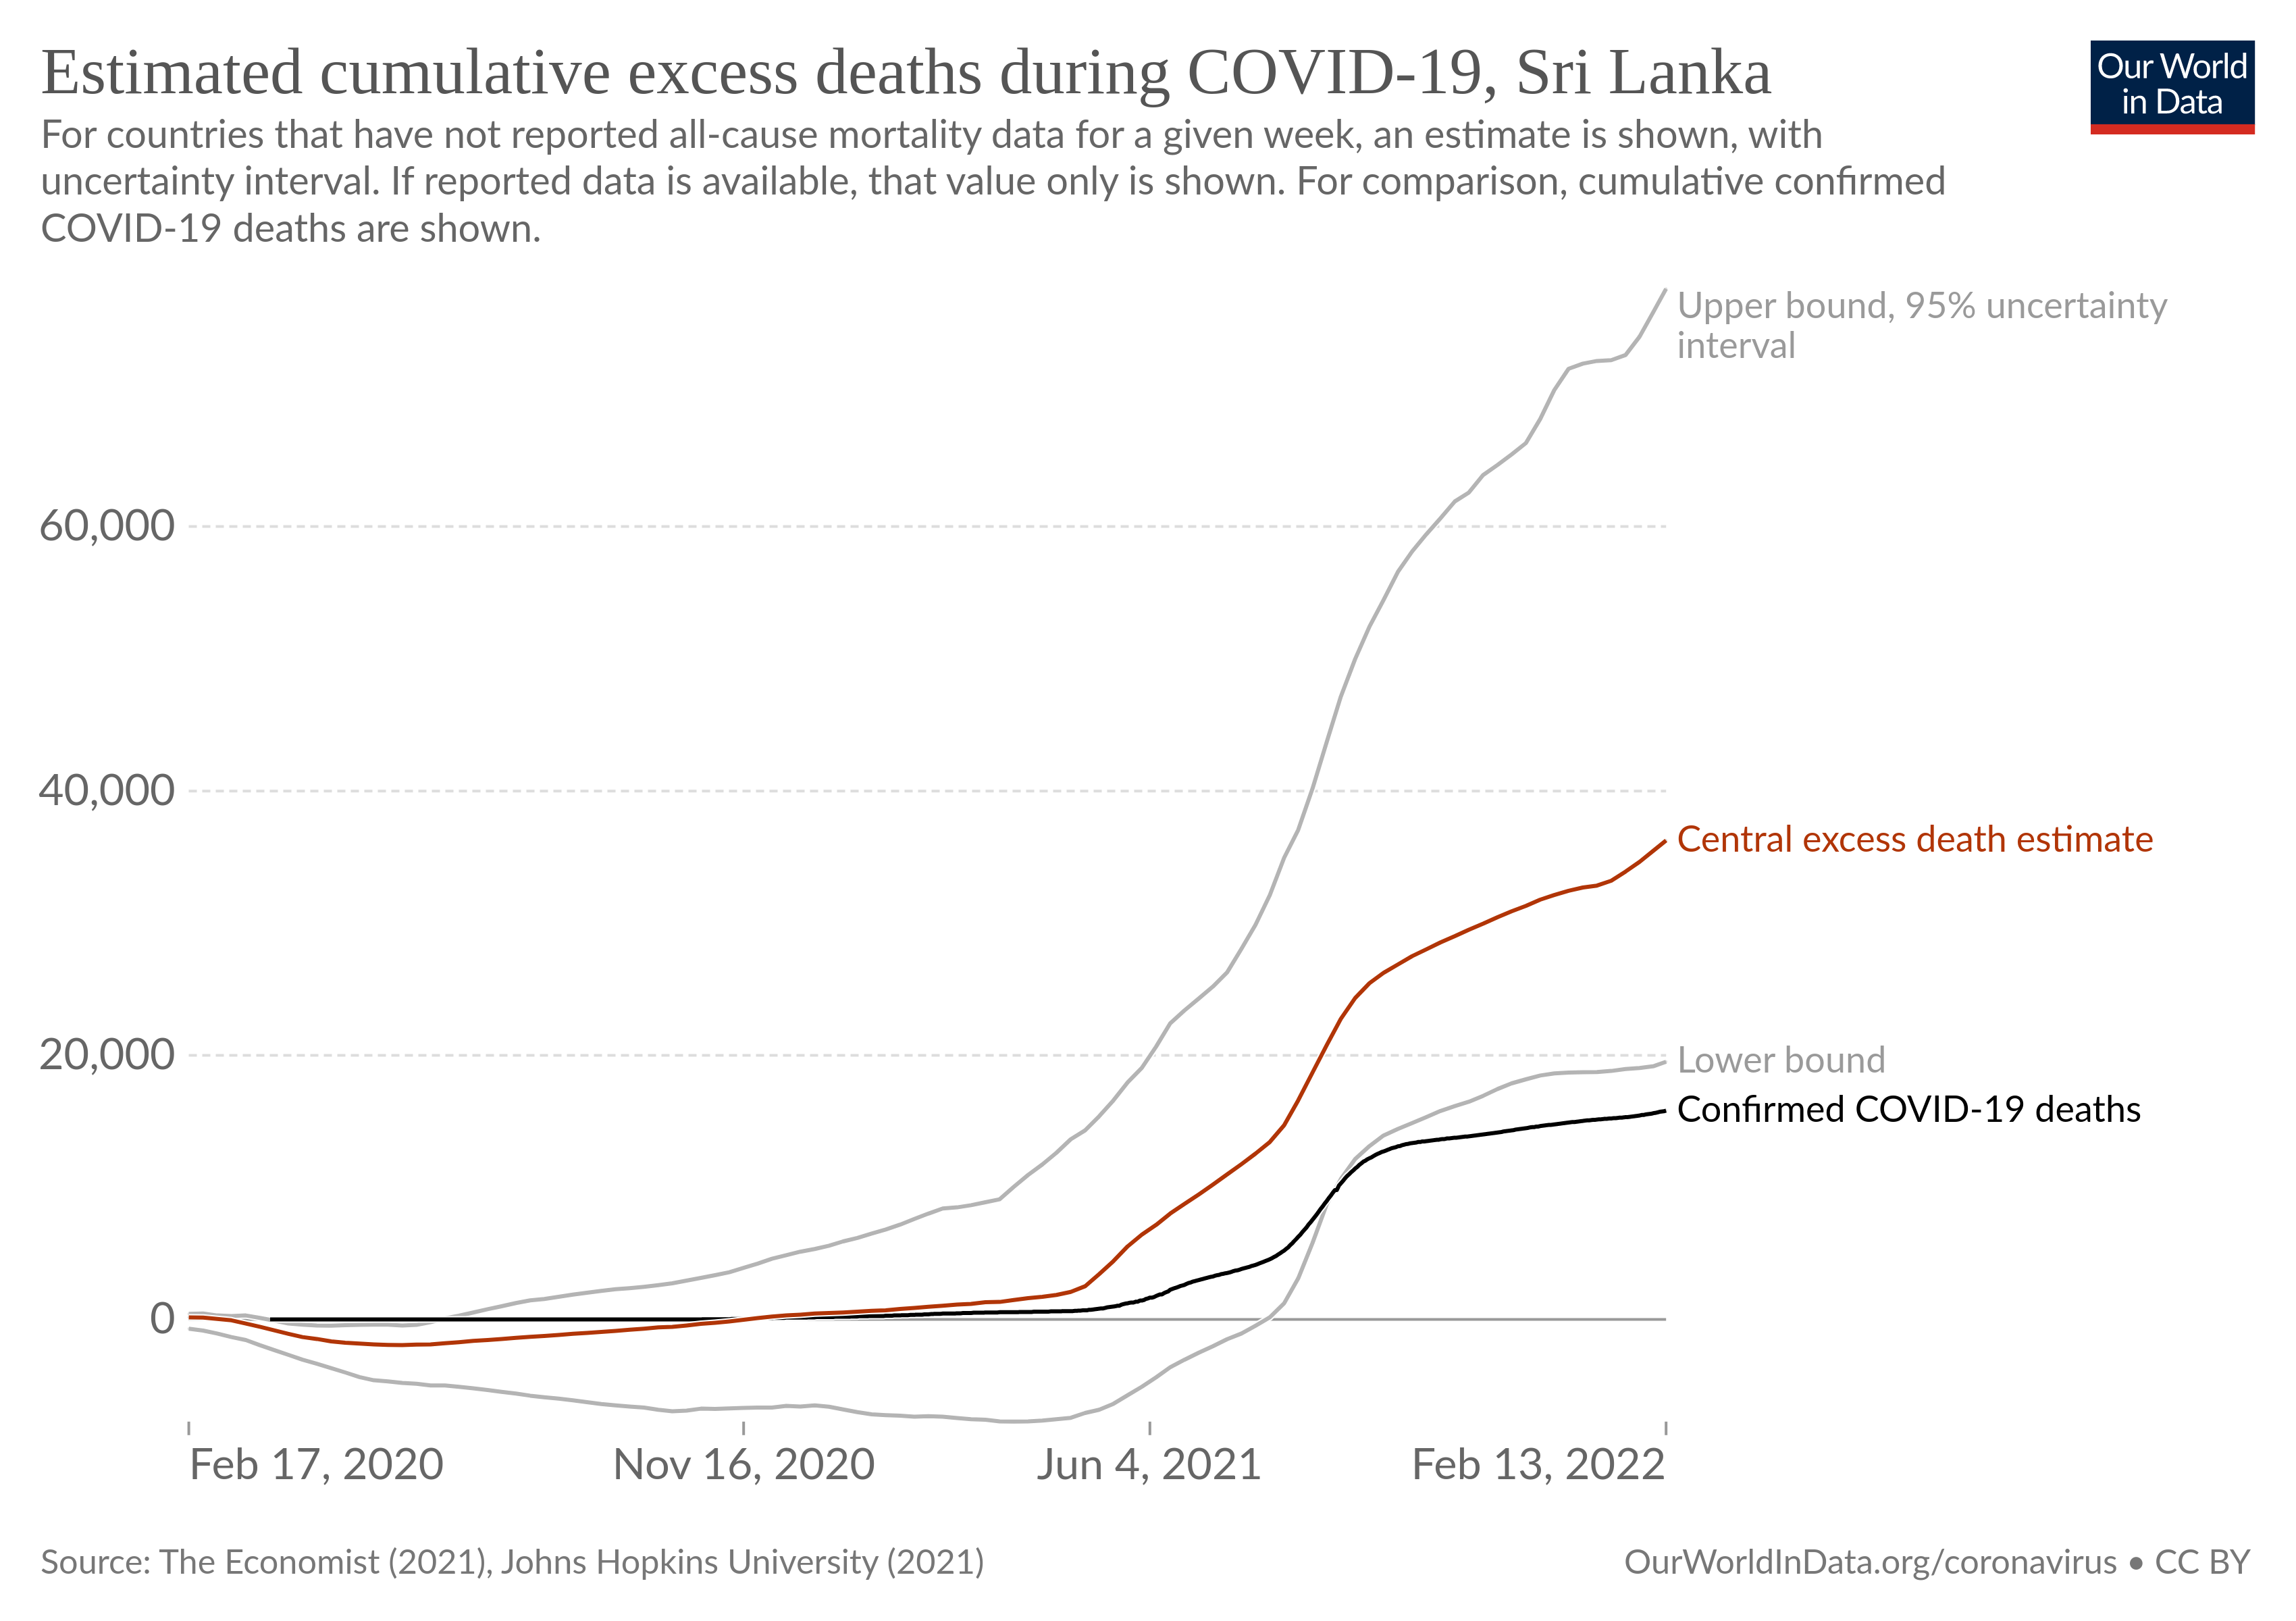 Estimated cumulative excess deaths during COVID-19, Sri Lanka
Our World
in Data
For countries that have not reported all-cause mortality data for a given week, an estimate is shown, with
uncertainty interval. If reported data is available, that value only is shown. For comparison, cumulative confirmed
COVID-19 deaths are shown.
Upper bound, 95% uncertainty
interval
60,000
40,000
Central excess death estimate
20,000
Lower bound
Confirmed COVID-19 deaths
0
Feb 17, 2020
Nov 16, 2020
Jun 4, 2021
Feb 13, 2022
Source: The Economist (2021), Johns Hopkins University (2021)
OurWorldInData.org/coronavirus • CC BY